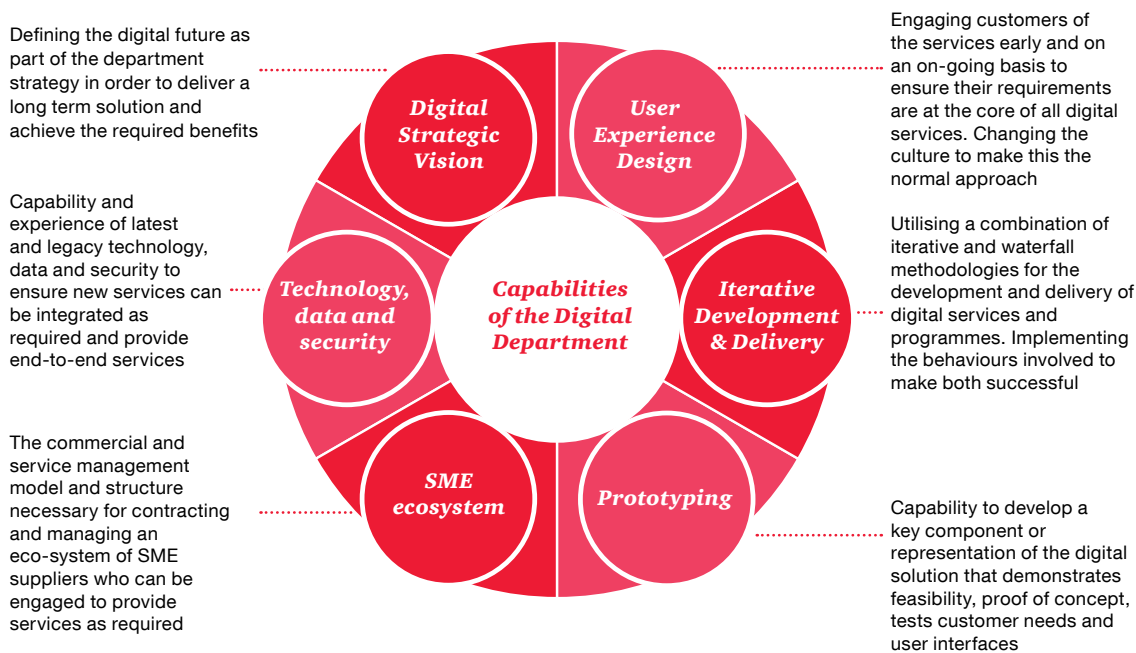 Defining the digital future as
part of the department
strategy in order to deliver a
long term solution and
achieve the required benefits
Digital
Strategic
Vision
User
Experience
Design
Engaging customers of
the services early and on
an on-going basis to
ensure their requirements
are at the core of all digital
services. Changing the
culture to make this the
normal approach
Capability and
experience of latest
and legacy technology,
data and security to
ensure new services can
be integrated as
required and provide
end-to-end services
Technology,
data and
security
Capabilities
of the Digital
Department
Iterative
Development
& Delivery
Utilising a combination of
iterative and waterfall
methodologies for the
development and delivery of
digital services and
programmes. Implementing
the behaviours involved to
make both successful
The commercial and
service management
model and structure
necessary for contracting
and managing an
eco-system of SME
suppliers who can be
engaged to provide
services as required
SME
ecosystem
Prototyping
Capability to develop a
key component or
representation of the digital
solution that demonstrates
feasibility, proof of concept,
tests customer needs and
user interfaces